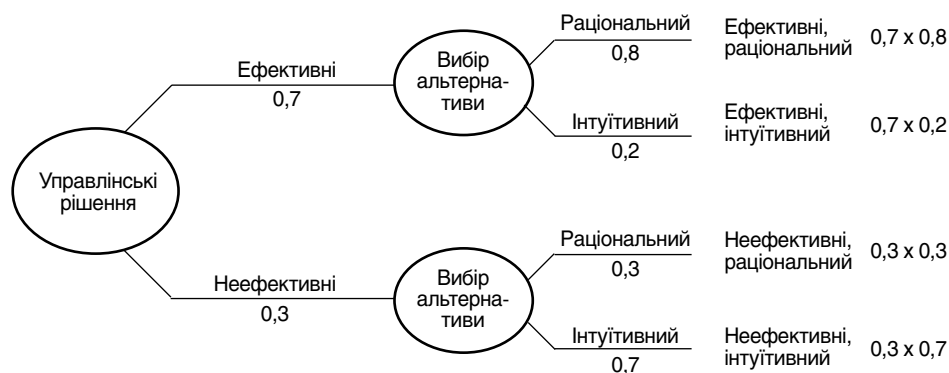 Управлінські
рішення
Ефективні
0,7
Вибір
альтерна-
тиви
Раціональний
0,8
Ефективні,
раціональний
0,7 x 0,8
Інтуїтивний
0,2
Ефективні,
інтуїтивний
0,7 x 0,2
Неефективні
0,3
Вибір
альтерна-
тиви
Раціональний
0,3
Неефективні,
раціональний
0,3 x 0,3
Інтуїтивний
0,7
Неефективні,
інтуїтивний
0,3 x 0,7